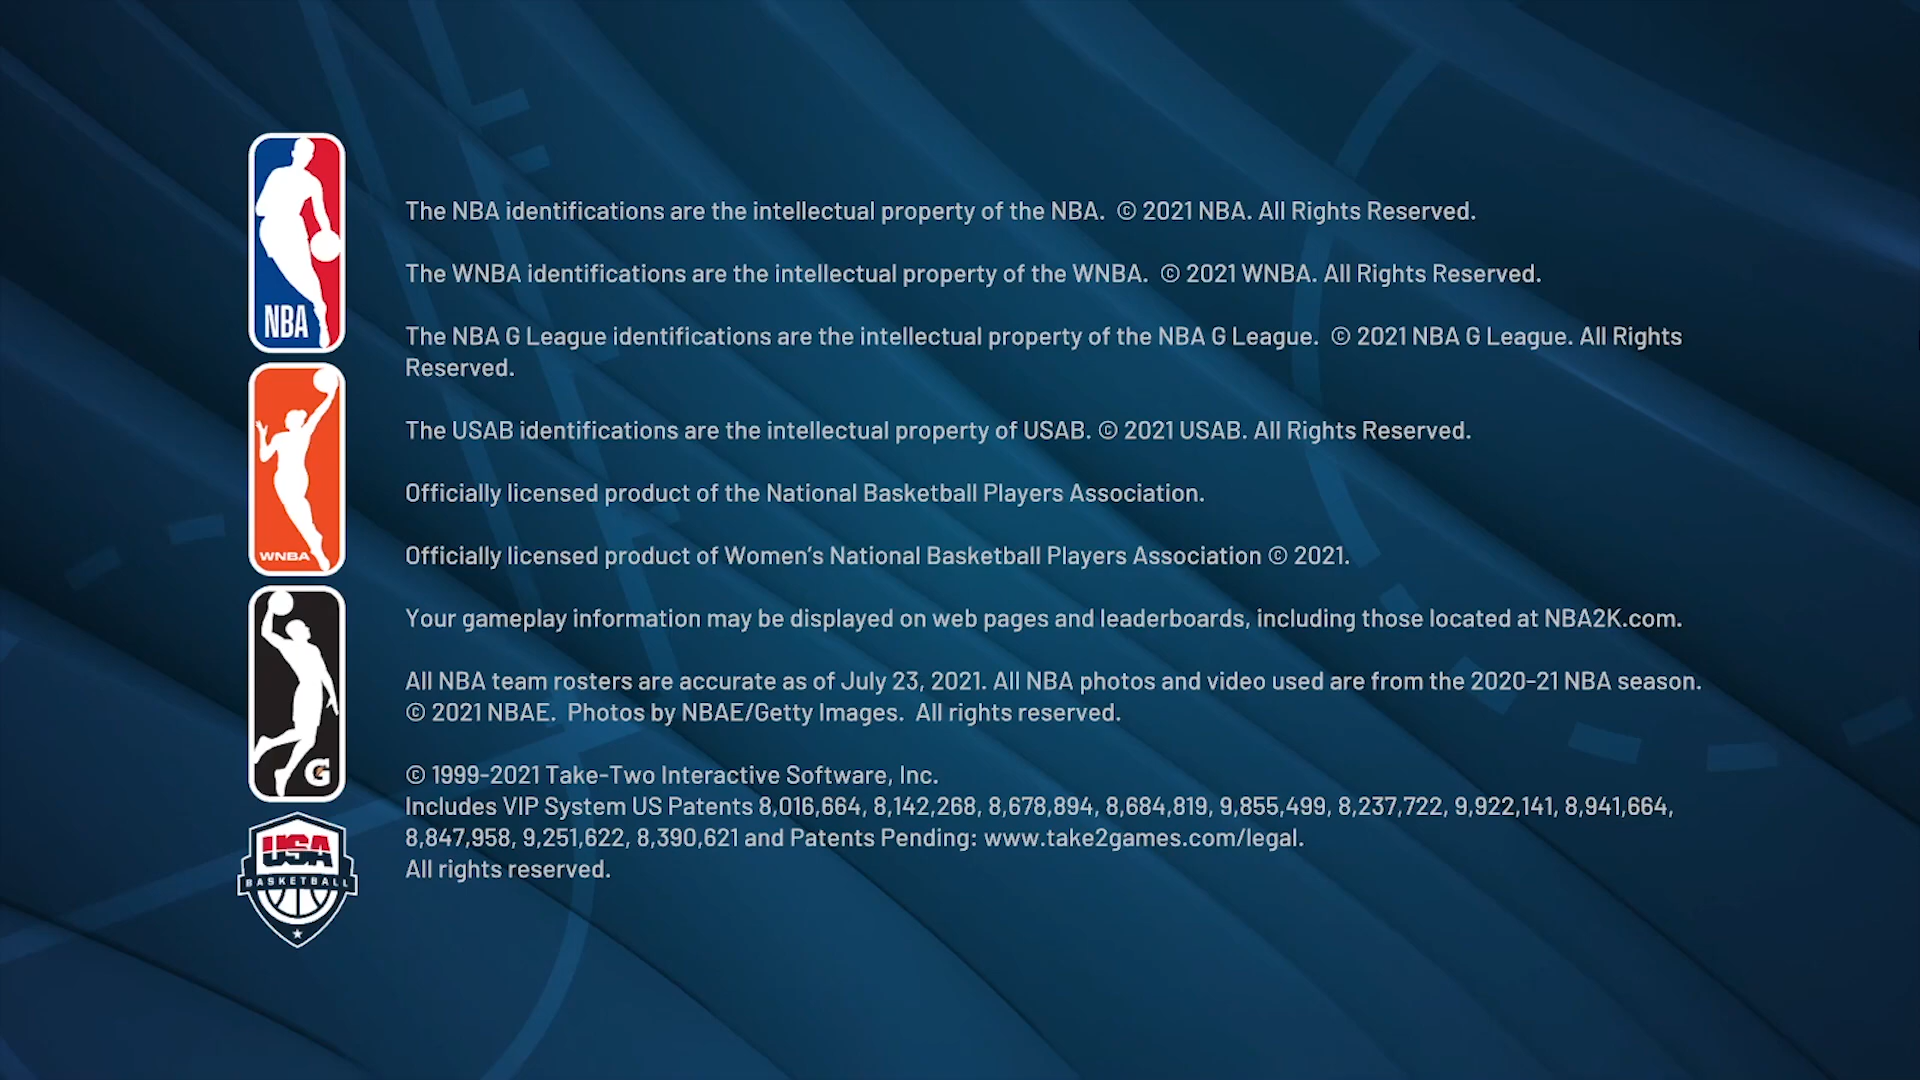 NBA
WNBA
G
USA
BASKETBALL
The NBA identifications are the intellectual property of the NBA.  © 2021 NBA. All Rights Reserved.
The WNBA identifications are the intellectual property of the WNBA.  © 2021 WNBA. All Rights Reserved.
The NBA G League identifications are the intellectual property of the NBA G League.  © 2021 NBA G League. All Rights
Reserved.
The USAB identifications are the intellectual property of USAB. © 2021 USAB. All Rights Reserved.
Officially licensed product of the National Basketball Players Association.
Officially licensed product of Women’s National Basketball Players Association © 2021.
Your gameplay information may be displayed on web pages and leaderboards, including those located at NBA2K.com.
All NBA team rosters are accurate as of July 23, 2021. All NBA photos and video used are from the 2020-21 NBA season.
© 2021 NBAE.  Photos by NBAE/Getty Images.  All rights reserved.
© 1999-2021 Take-Two Interactive Software, Inc.
Includes VIP System US Patents 8,016,664, 8,142,268, 8,678,894, 8,684,819, 9,855,499, 8,237,722, 9,922,141, 8,941,664,
8,847,958, 9,251,622, 8,390,621 and Patents Pending: www.take2games.com/legal.
All rights reserved.